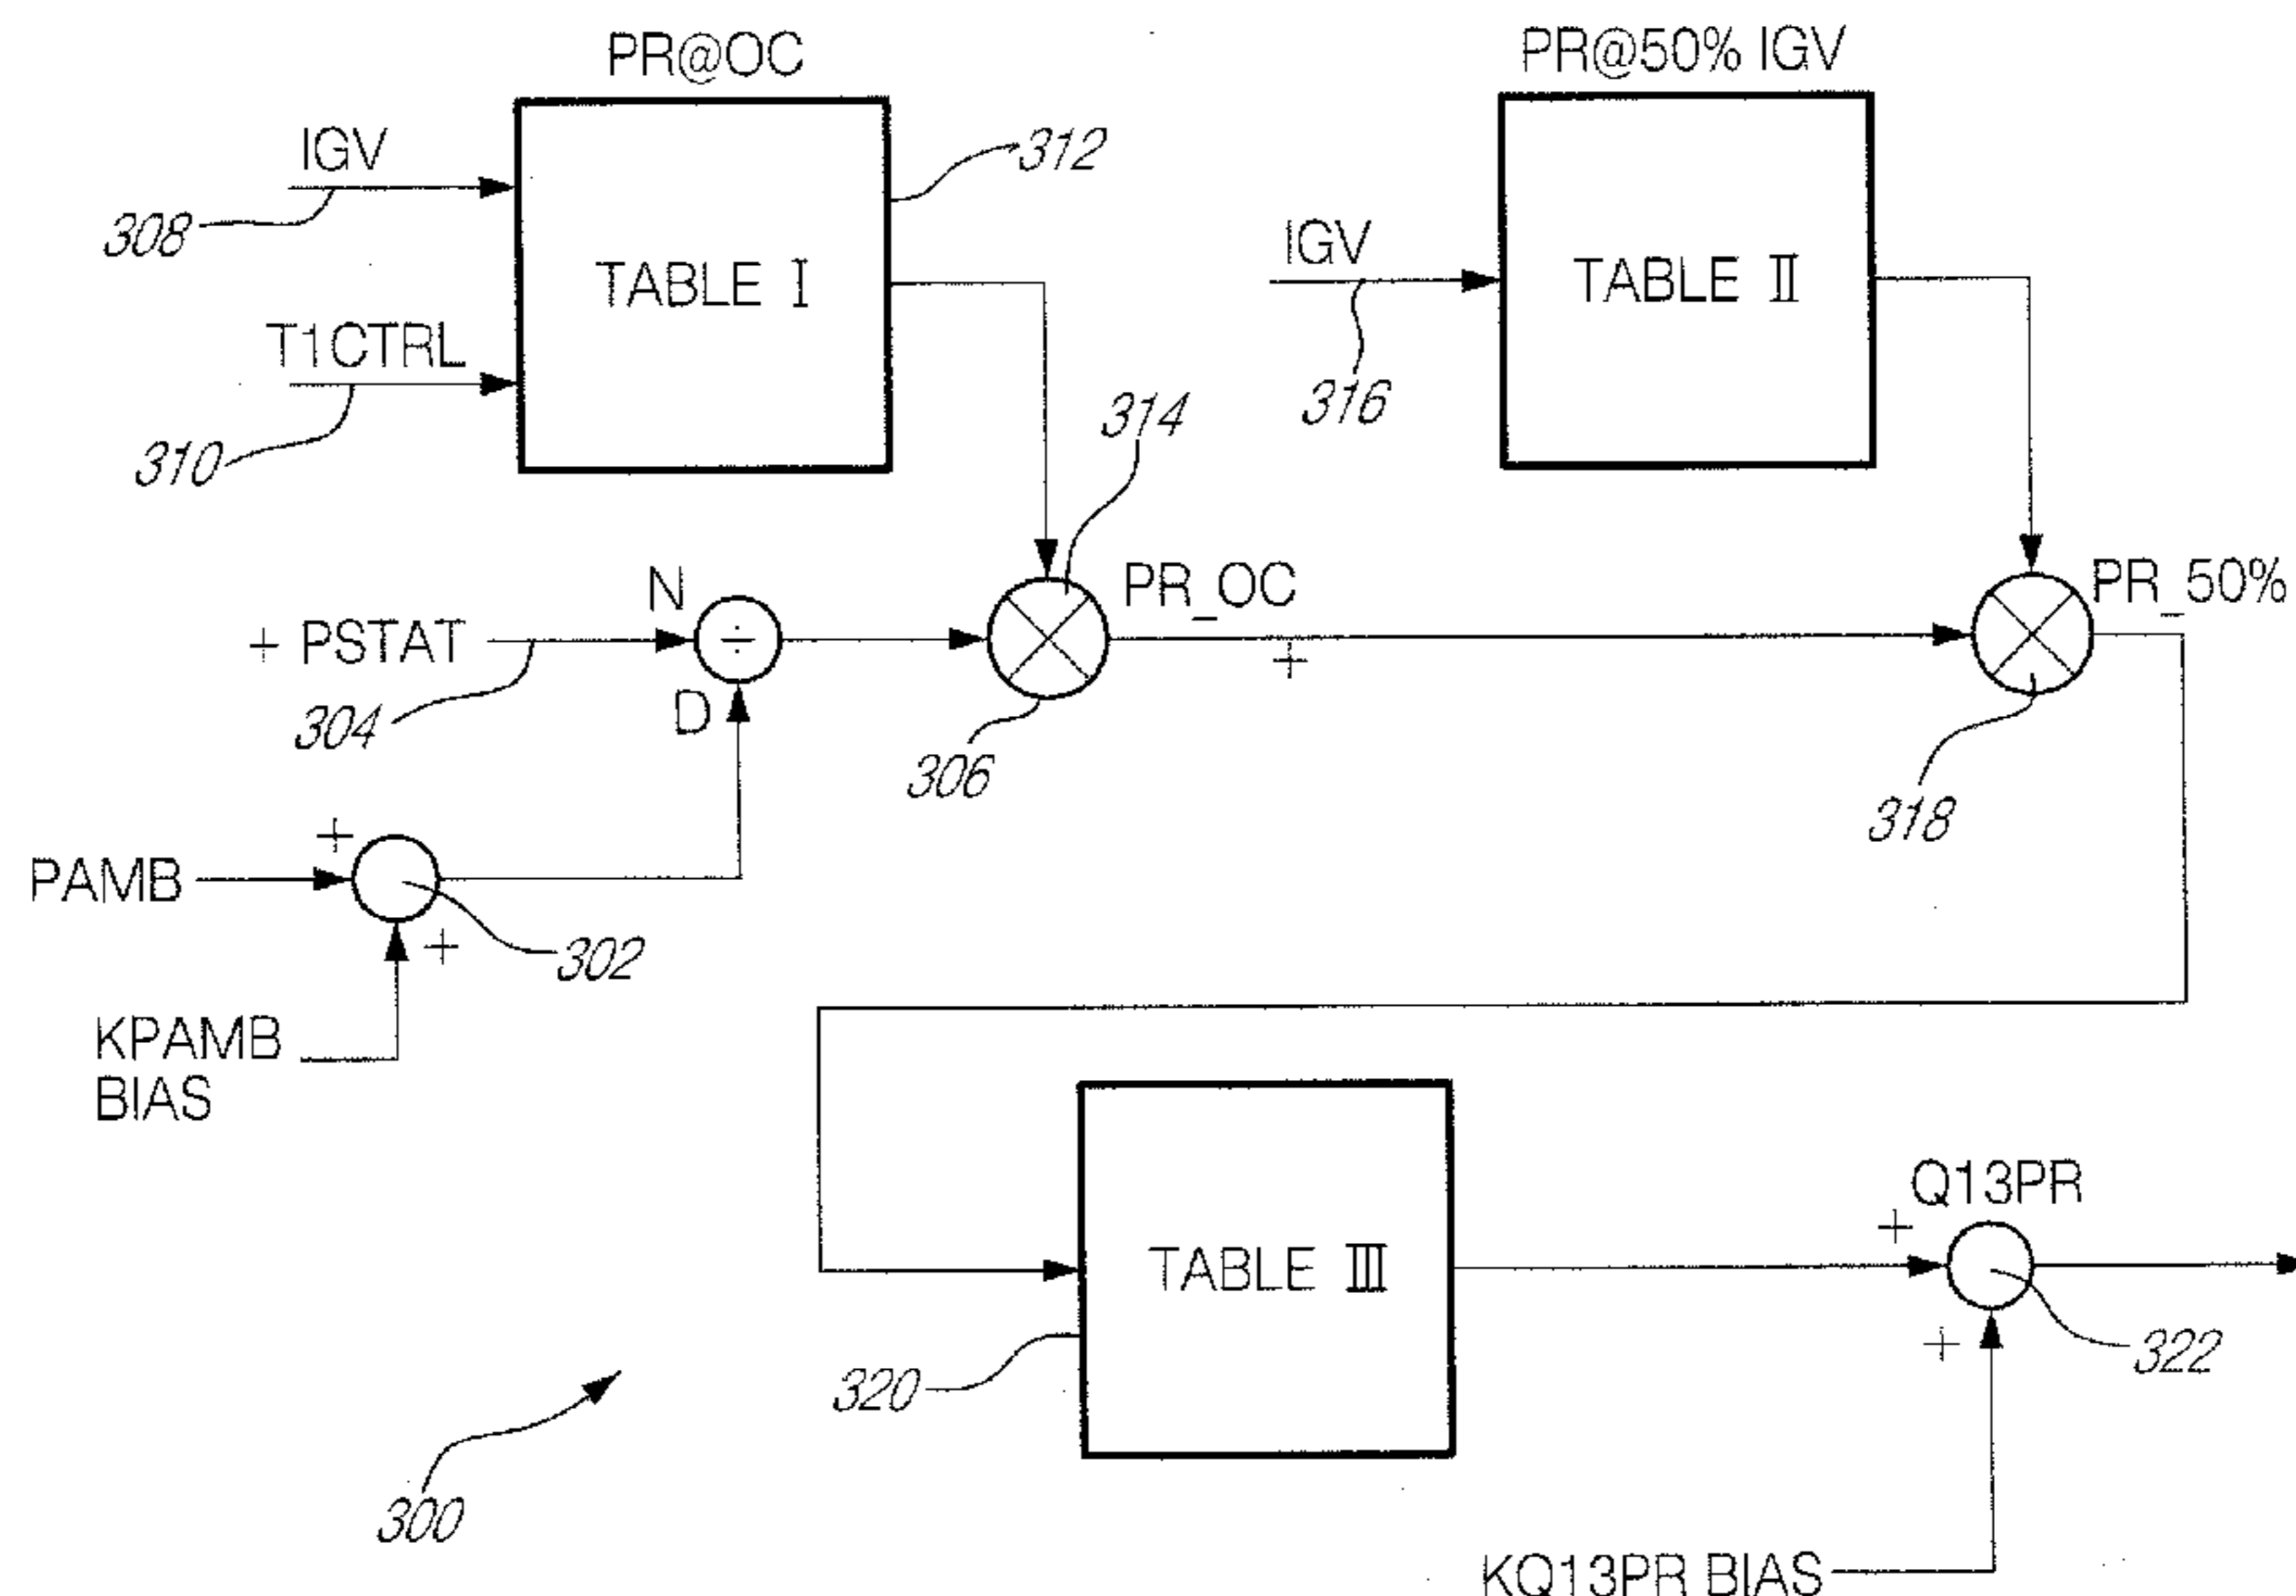 PR@OC
PR@50% IGV
IGV
312
308
TABLE I
IGV
TABLE II
T1CTRL
316
314
310
N
PR_OC
PR_50%
+ PSTAT
÷
+
D
304
306
318
+
PAMB
+
302
KPAMB
BIAS
Q13PR
+
TABLE III
+
322
320
300
KQ13PR BIAS